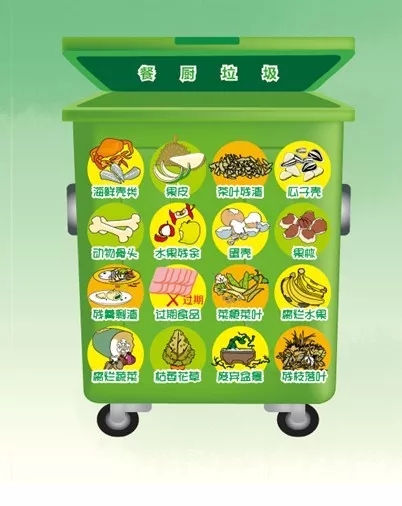 餐厨垃圾
海鲜壳类 果皮 茶叶残渣 瓜子壳
动物骨头 水果残余 蛋壳 果核
过期
残羹剩渣 过期食品 菜梗菜叶 腐烂水果
腐烂蔬菜 枯萎花草 废弃盆景 残枝落叶